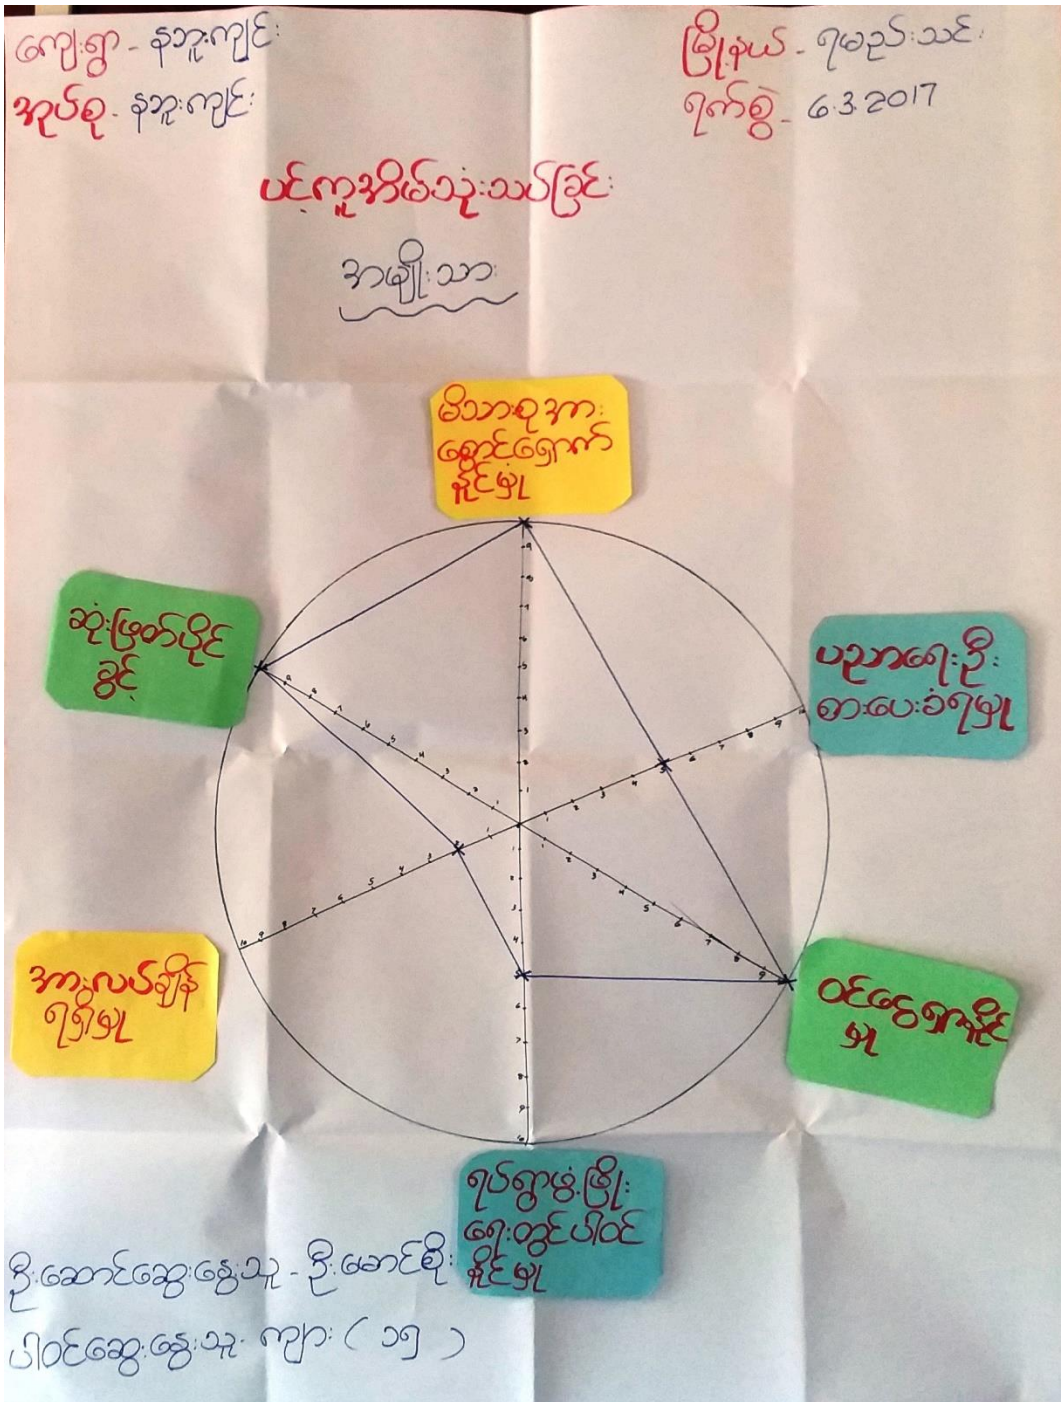 ကျေးရွာ - နဘူးကျင်း
မြို့နယ် - ရမည်းသင်း
အုပ်စု - နဘူးကျင်း
ရက်စွဲ - 6.3.2017
ပင့်ကူအိမ်သုံးသပ်ခြင်း
အမျိုးသား
မိသားစုအား
စောင့်ရှောက်
နိုင်မှု
ဆုံးဖြတ်ပိုင်
ခွင့်
ပညာရေးဦး
စားပေးခံရမှု
အားလပ်ချိန်
ရရှိမှု
ဝင်ငွေရှာနိုင်
မှု
ရပ်ရွာဖွံ့ဖြိုး
ရေးတွင်ပါဝင်
နိုင်မှု
ဦးဆောင်ဆွေးနွေးသူ - ဦးမောင်စိုး
ပါဝင်ဆွေးနွေးသူ - ကျား ( ၁၅ )